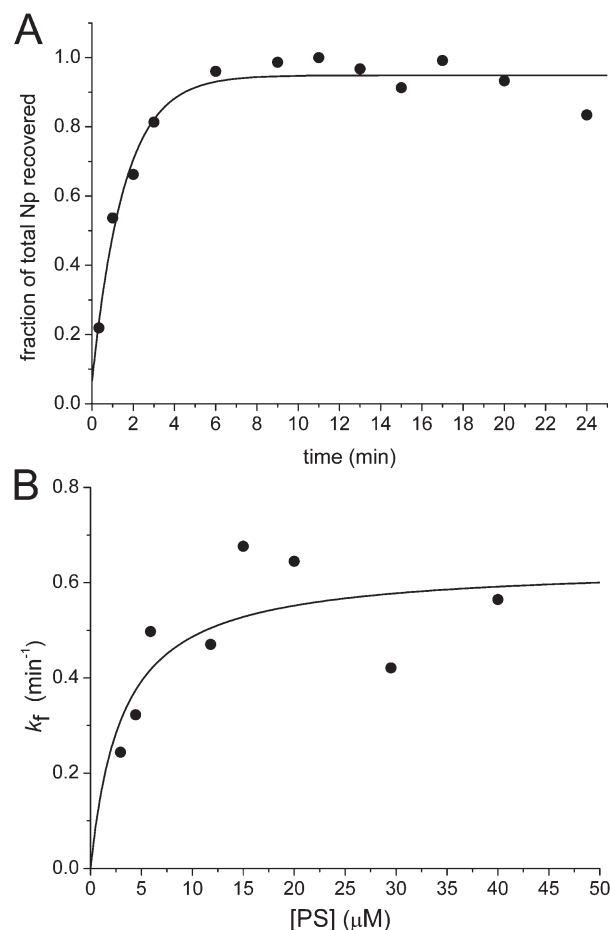 A
1.0
0.8
0.6
0.4
0.2
0.0
fraction of total Np recovered
0 2 4 6 8 10 12 14 16 18 20 22 24
time (min)
B
0.8
0.6
0.4
0.2
0.0
kf (min-1)
0 5 10 15 20 25 30 35 40 45 50
[PS] (μM)